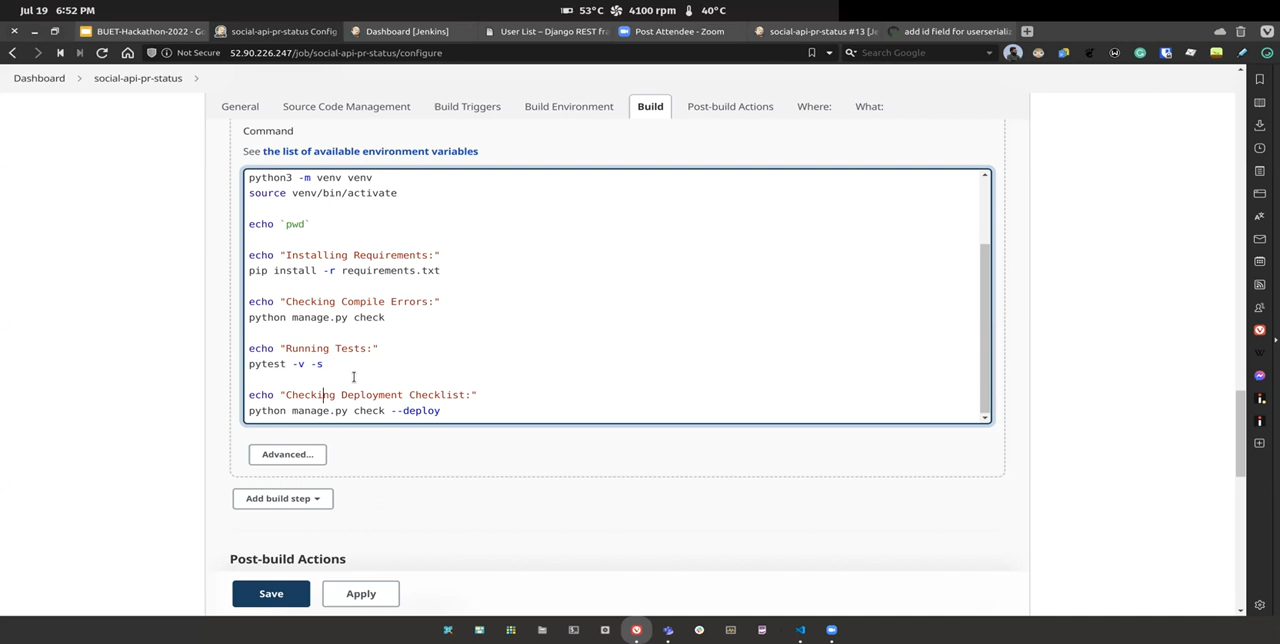 Jul 19 6:52 PM
53°C 4100 rpm 40°C
BUET-Hackathon-2022 - Go
social-api-pr-status Config
Dashboard [Jenkins]
User List – Django REST fr
Post Attendee - Zoom
social-api-pr-status #13 [Je
add id field for userserializ
Not Secure 52.90.226.247/job/social-api-pr-status/configure
Search Google
Dashboard
social-api-pr-status
General
Source Code Management
Build Triggers
Build Environment
Build
Post-build Actions
Where:
What:
Command
See the list of available environment variables
python3 -m venv venv
source venv/bin/activate
echo `pwd`
echo "Installing Requirements:"
pip install -r requirements.txt
echo "Checking Compile Errors:"
python manage.py check
echo "Running Tests:"
pytest -v -s
echo "Checking Deployment Checklist:"
python manage.py check --deploy
Advanced...
Add build step
Post-build Actions
Save
Apply